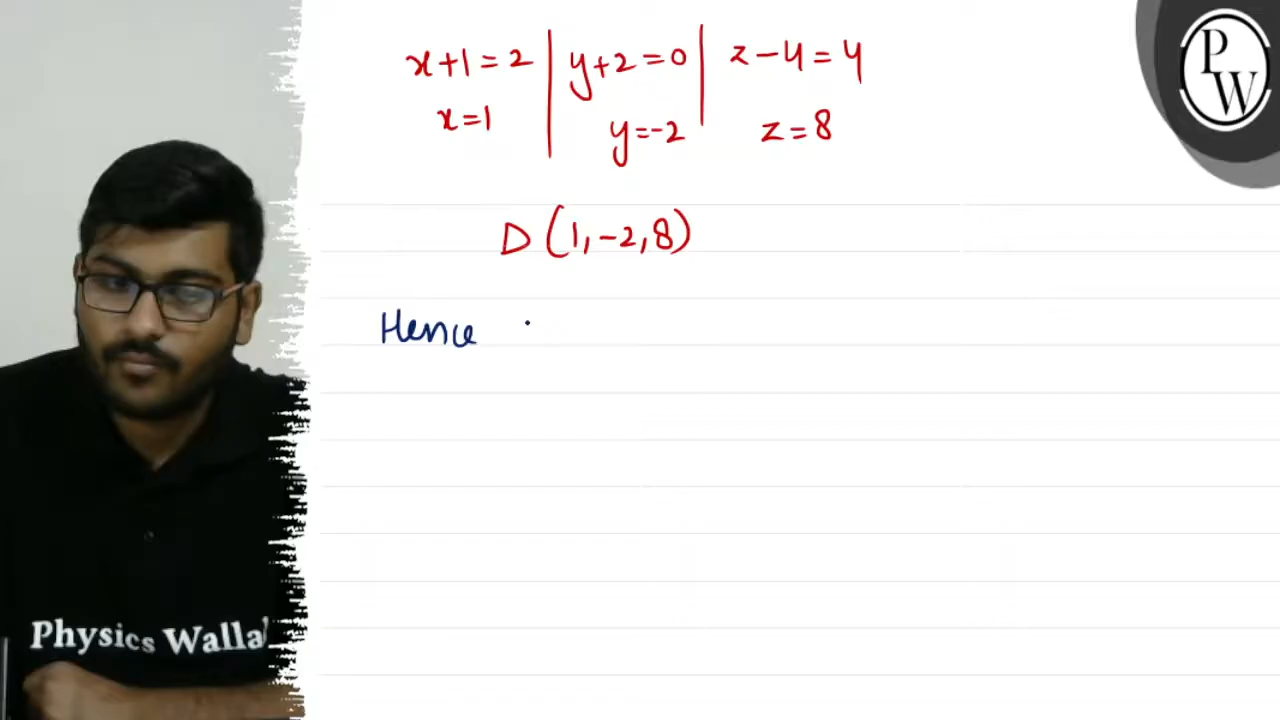 x+1=2 | y+2=0 | z-4=4
x=1 | y=-2 z=8
D (1,-2,8)
Hence
PW
Physics Walla